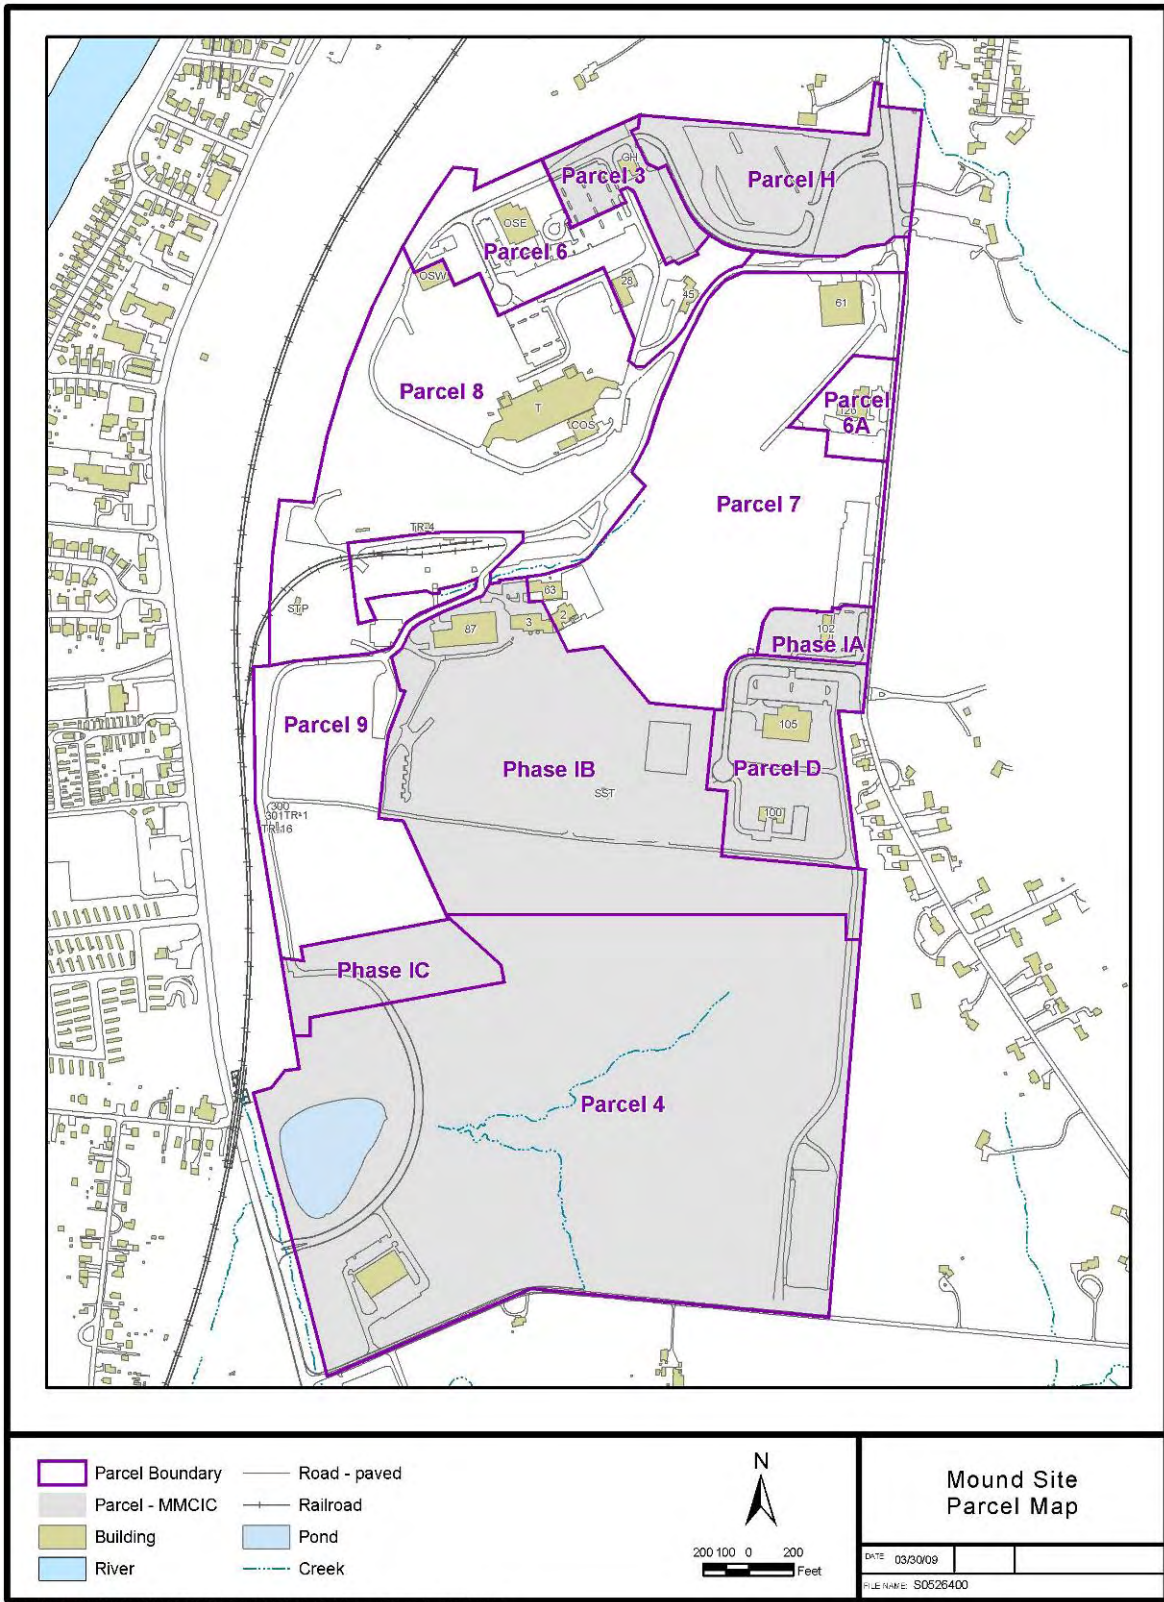 GH
Parcel 3
Parcel H
OSE
Parcel 6
OSW
28
45
61
Parcel 8
T
COS
Parcel
126
6A
Parcel 7
TR-4
STP
63
2
3
87
102
Phase IA
Parcel 9
105
Phase IB
Parcel D
SST
300
301TR-1
TR-16
100
Phase IC
Parcel 4
Parcel Boundary
Road - paved
Parcel - MMCIC
Railroad
Building
Pond
River
Creek
N
200 100 0 200
Feet
Mound Site
Parcel Map
DATE 03/30/09
FILE NAME: S0526400